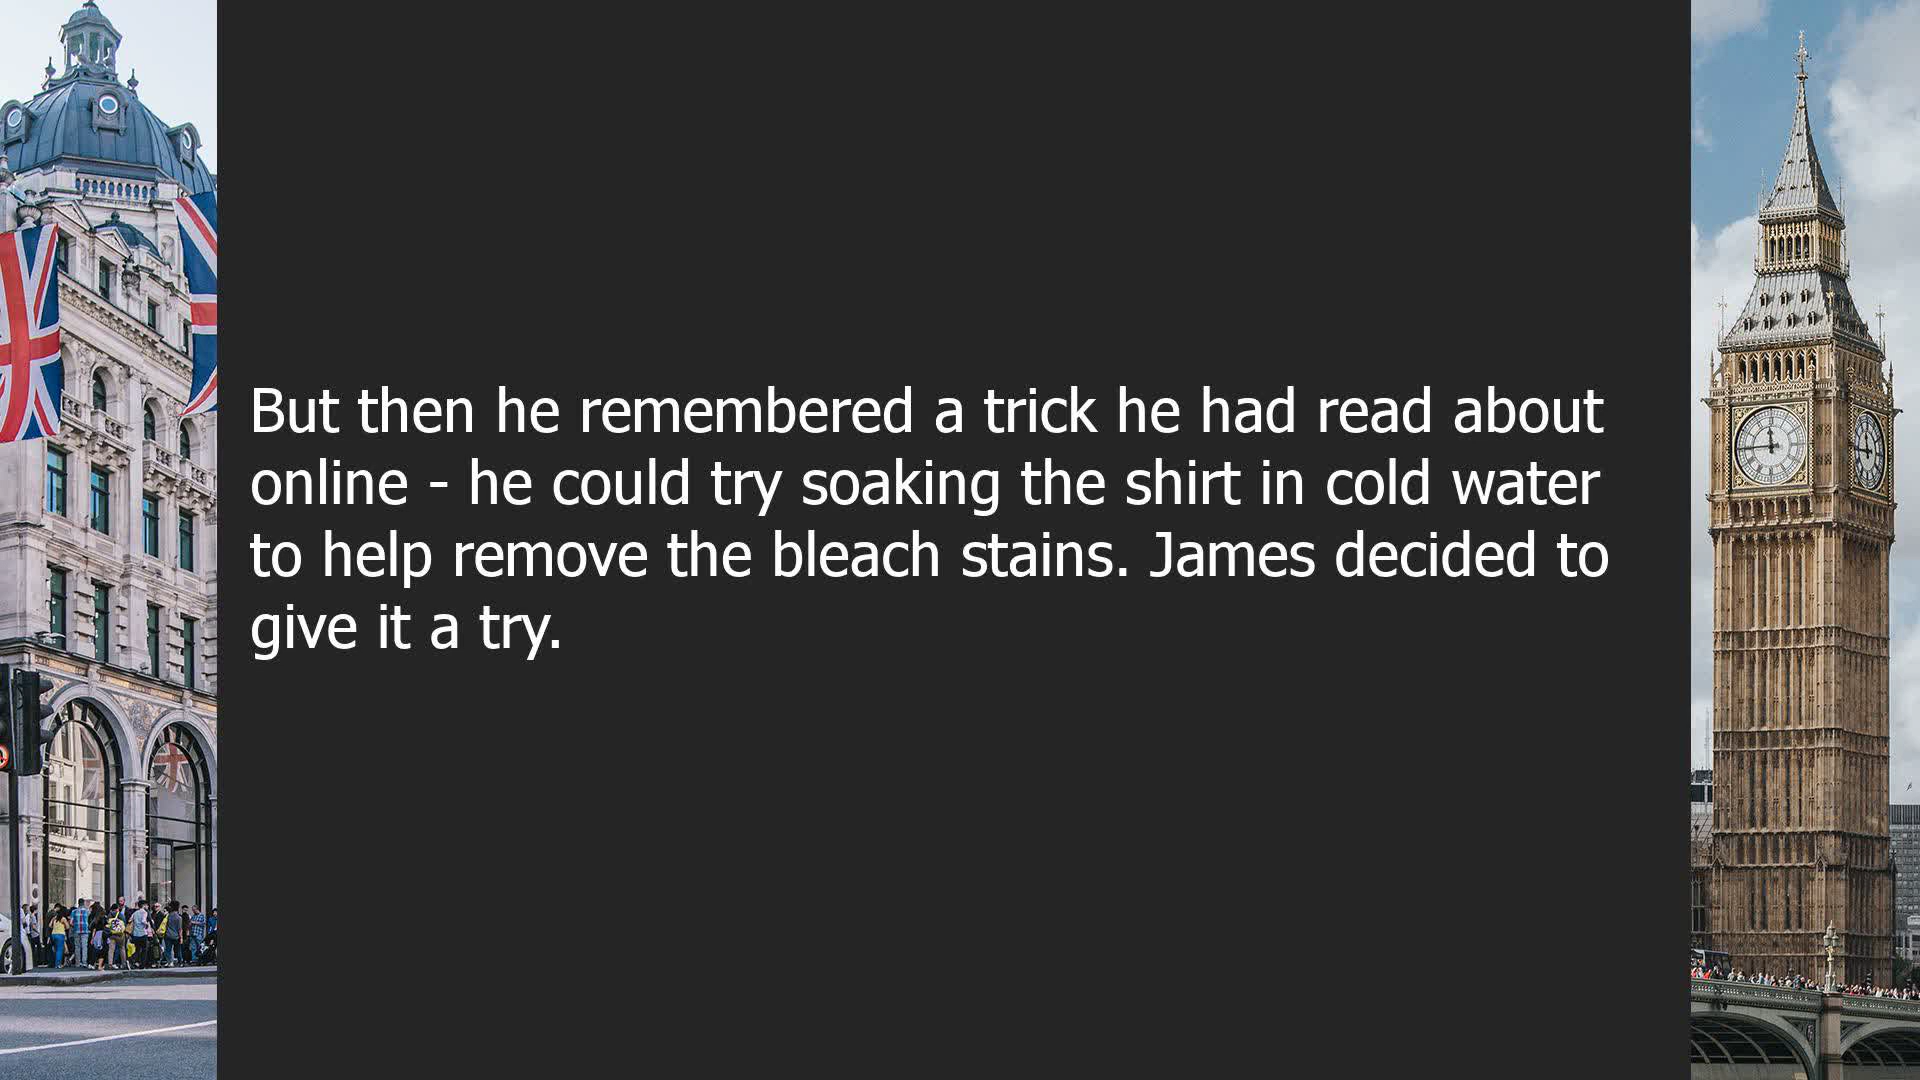 But then he remembered a trick he had read about
online - he could try soaking the shirt in cold water
to help remove the bleach stains. James decided to
give it a try.